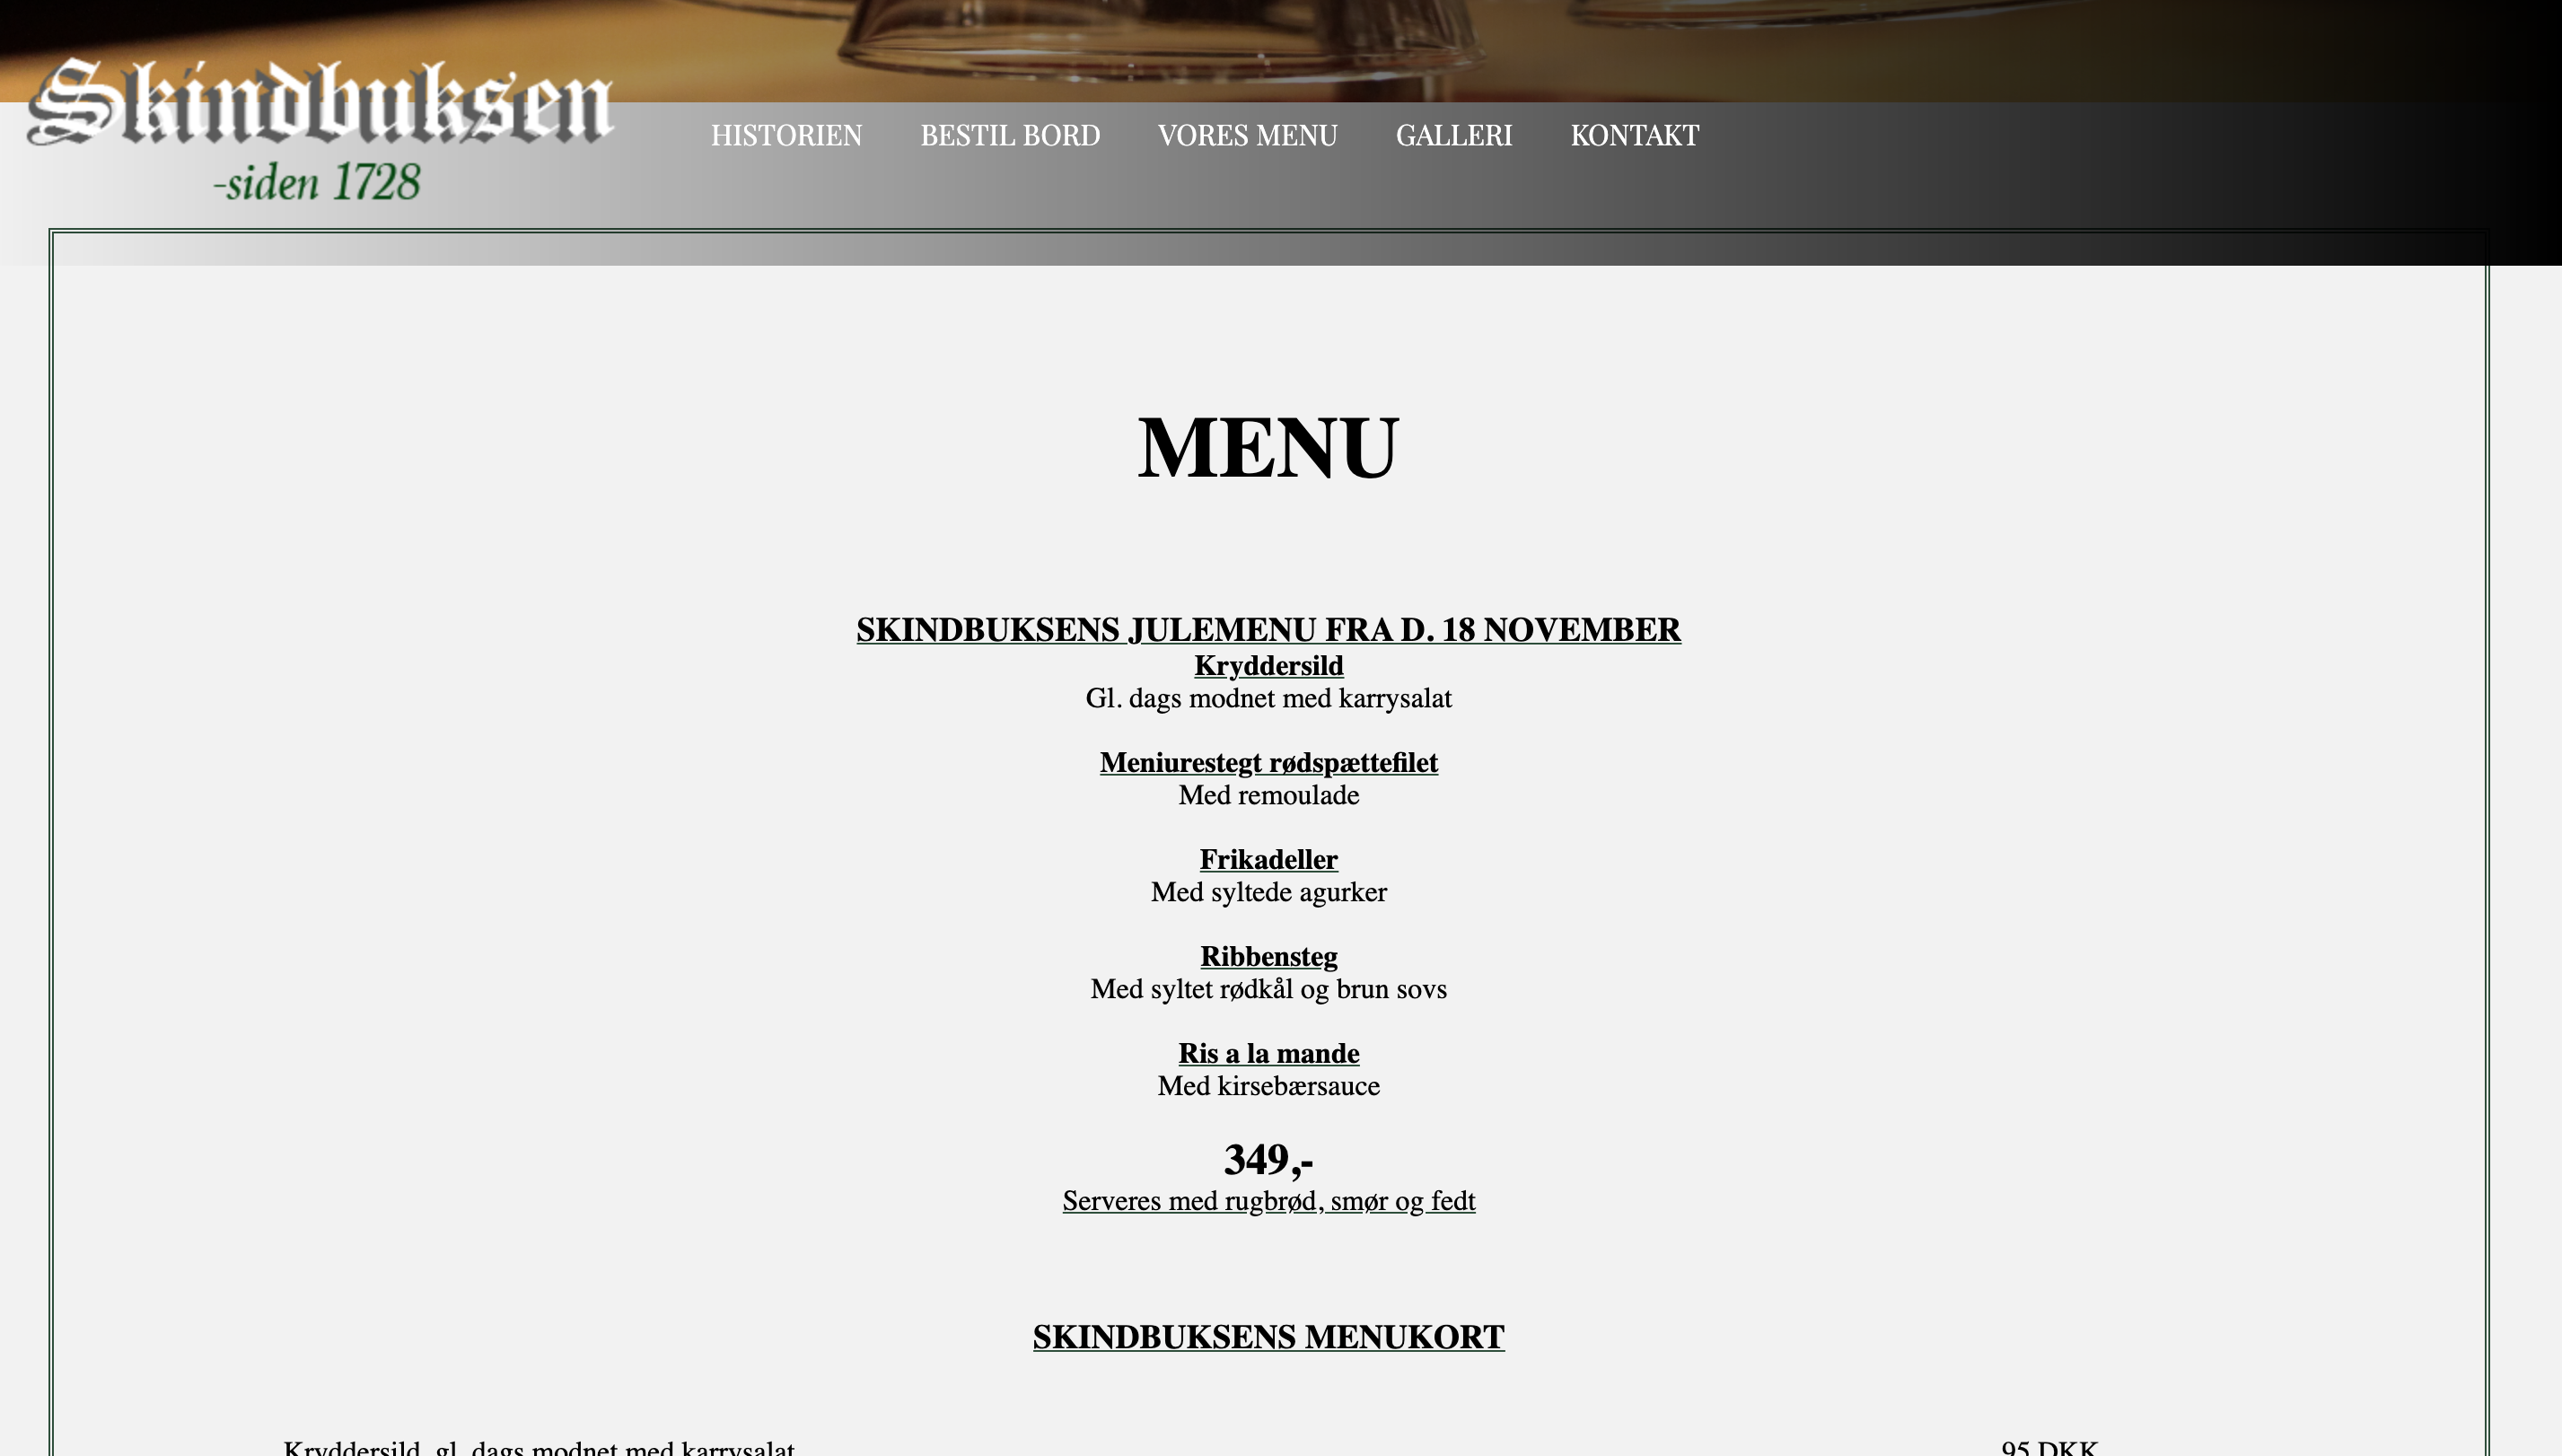 Skindbuksen
-siden 1728
HISTORIEN BESTIL BORD VORES MENU GALLERI KONTAKT
MENU
SKINDBUKSENS JULEMENU FRA D. 18 NOVEMBER
Kryddersild
Gl. dags modnet med karrysalat
Meniurestegt rødspættefilet
Med remoulade
Frikadeller
Med syltede agurker
Ribbensteg
Med syltet rødkål og brun sovs
Ris a la mande
Med kirsebærsauce
349,-
Serveres med rugbrød, smør og fedt
SKINDBUKSENS MENUKORT
Kryddersild, gl. dags modnet med karrysalat 95 DKK